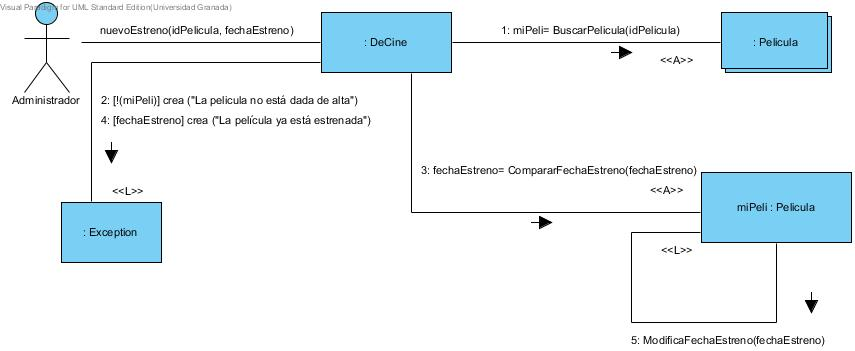 Visual Paradigm for UML Standard Edition(Universidad Granada)
nuevoEstreno(idPelicula, fechaEstreno)
: DeCine
1: miPeli= BuscarPelicula(idPelicula)
: Pelicula
<<A>>
Administrador
2: [!(miPeli)] crea ("La pelicula no está dada de alta")
4: [fechaEstreno] crea ("La película ya está estrenada")
3: fechaEstreno= CompararFechaEstreno(fechaEstreno)
<<L>>
<<A>>
miPeli : Pelicula
: Exception
<<L>>
5: ModificaFechaEstreno(fechaEstreno)